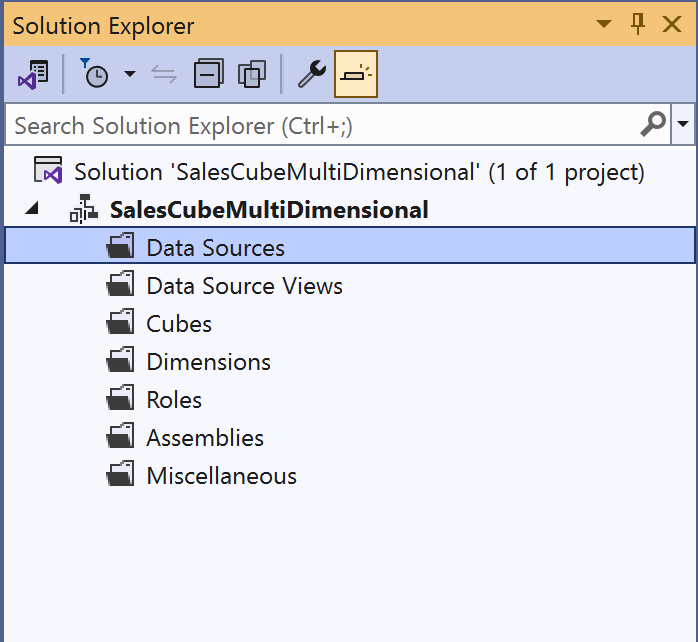 Solution Explorer
Search Solution Explorer (Ctrl+;)
Solution 'SalesCubeMultiDimensional' (1 of 1 project)
SalesCubeMultiDimensional
Data Sources
Data Source Views
Cubes
Dimensions
Roles
Assemblies
Miscellaneous